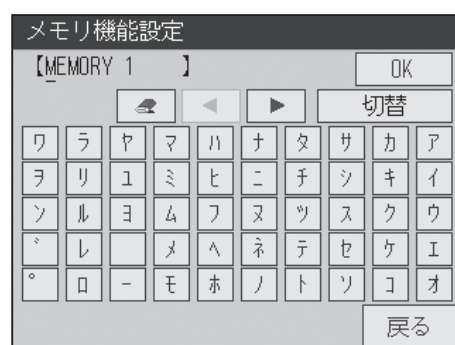 メモリ機能設定
【MEMORY 1 】 OK
切替
ワ ラ ヤ マ ハ ナ タ サ カ ア
ヲ リ ユ ミ ヒ ニ チ シ キ イ
ン ル ヨ ム フ ヌ ツ ス ク ウ
゛ レ メ ヘ ネ テ セ ケ エ
゜ ロ ー モ ホ ノ ト ソ コ オ
戻る